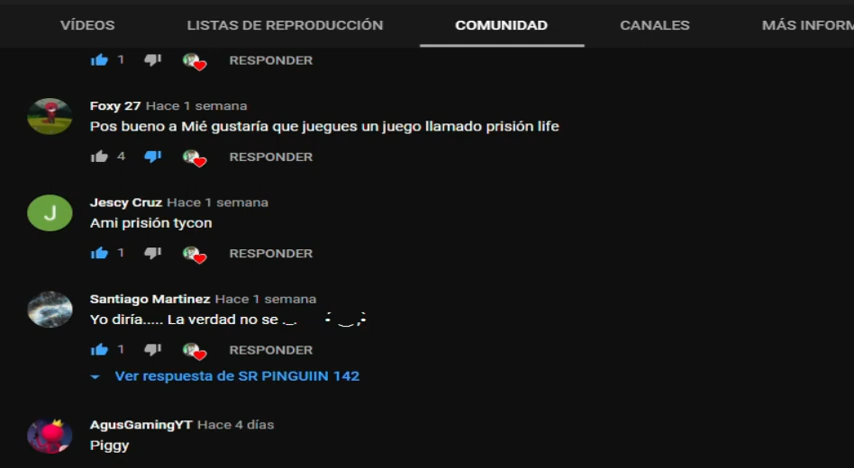 VÍDEOS LISTAS DE REPRODUCCIÓN COMUNIDAD CANALES MÁS INFORM
1 RESPONDER
Foxy 27 Hace 1 semana
Pos bueno a Mié gustaría que juegues un juego llamado prisión life
4 RESPONDER
Jescy Cruz Hace 1 semana
J
Ami prisión tycon
1 RESPONDER
Santiago Martinez Hace 1 semana
Yo diría..... La verdad no se ._.
1 RESPONDER
Ver respuesta de SR PINGUIIN 142
AgusGamingYT Hace 4 días
Piggy